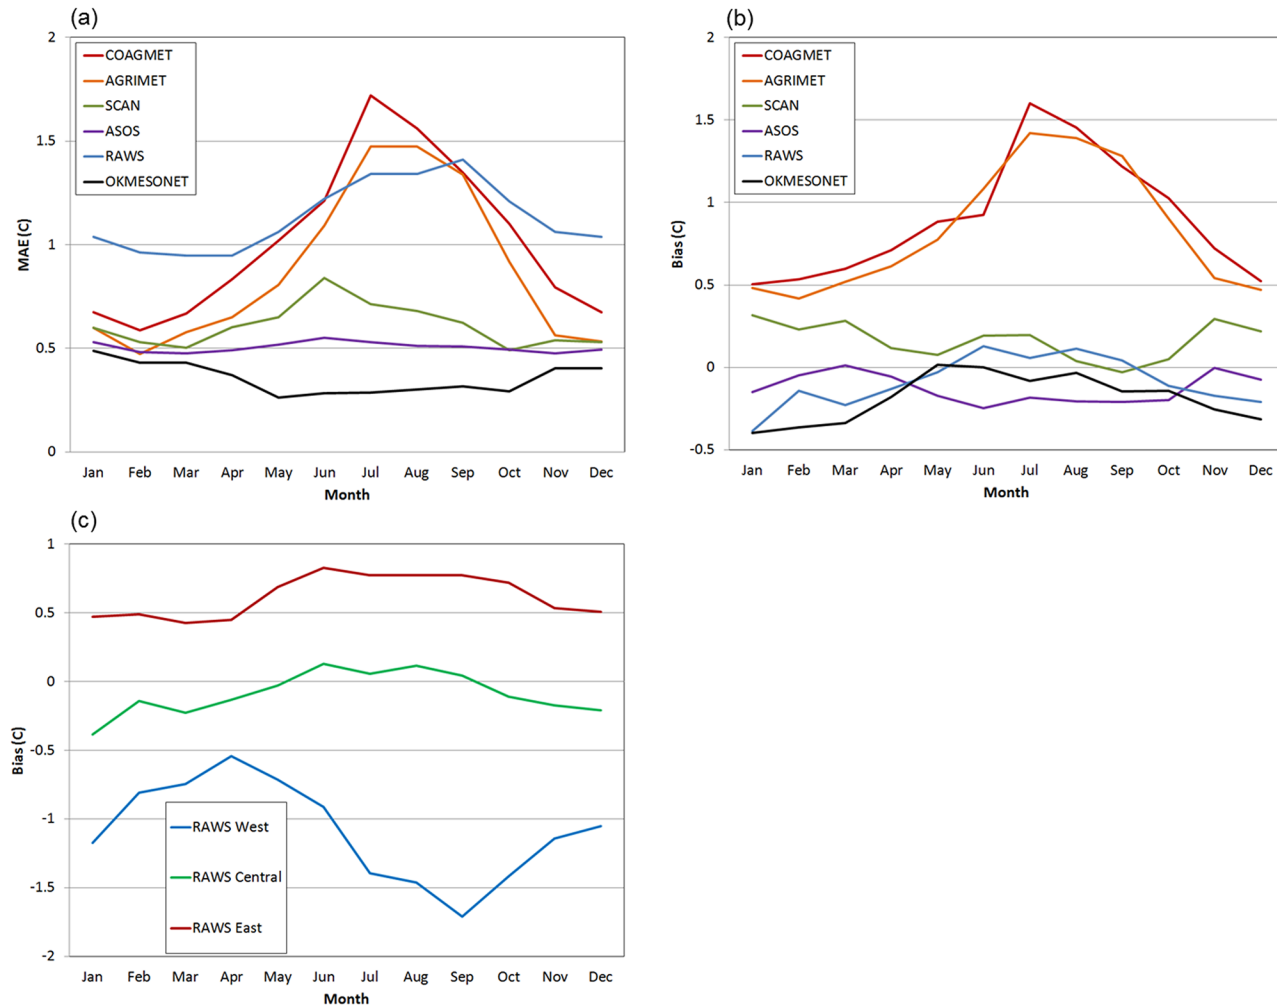 (a)
2
1.5
1
0.5
0
MAE (C)
COAGMET
AGRIMET
SCAN
ASOS
RAWS
OKMESONET
Jan Feb Mar Apr May Jun Jul Aug Sep Oct Nov Dec
Month
(b)
2
1.5
1
0.5
0
-0.5
Bias (C)
COAGMET
AGRIMET
SCAN
ASOS
RAWS
OKMESONET
Jan Feb Mar Apr May Jun Jul Aug Sep Oct Nov Dec
Month
(c)
1
0.5
0
-0.5
-1
-1.5
-2
Bias (C)
RAWS West
RAWS Central
RAWS East
Jan Feb Mar Apr May Jun Jul Aug Sep Oct Nov Dec
Month